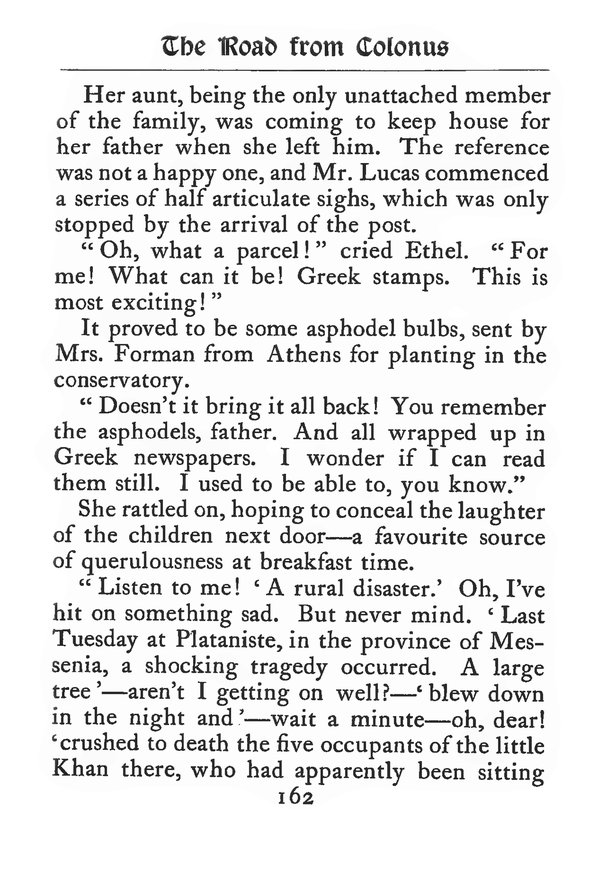 The Road from Colonus
Her aunt, being the only unattached member
of the family, was coming to keep house for
her father when she left him. The reference
was not a happy one, and Mr. Lucas commenced
a series of half articulate sighs, which was only
stopped by the arrival of the post.
“Oh, what a parcel!” cried Ethel. “For
me! What can it be! Greek stamps. This is
most exciting!”
It proved to be some asphodel bulbs, sent by
Mrs. Forman from Athens for planting in the
conservatory.
“Doesn’t it bring it all back! You remember
the asphodels, father. And all wrapped up in
Greek newspapers. I wonder if I can read
them still. I used to be able to, you know.”
She rattled on, hoping to conceal the laughter
of the children next door—a favourite source
of querulousness at breakfast time.
“Listen to me! ‘A rural disaster.’ Oh, I’ve
hit on something sad. But never mind. ‘Last
Tuesday at Plataniste, in the province of Mes-
senia, a shocking tragedy occurred. A large
tree’—aren’t I getting on well?—‘blew down
in the night and’—wait a minute—oh, dear!
‘crushed to death the five occupants of the little
Khan there, who had apparently been sitting
162